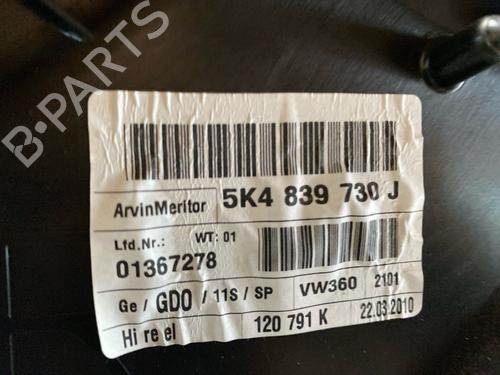 B-PARTS
ArvinMeritor 5K4 839 730 J
Lfd.Nr.: WT: 01
01367278
Ge / GDO / 11S / SP VW360 2101
Hi re el 120 791 K 22.03.2010